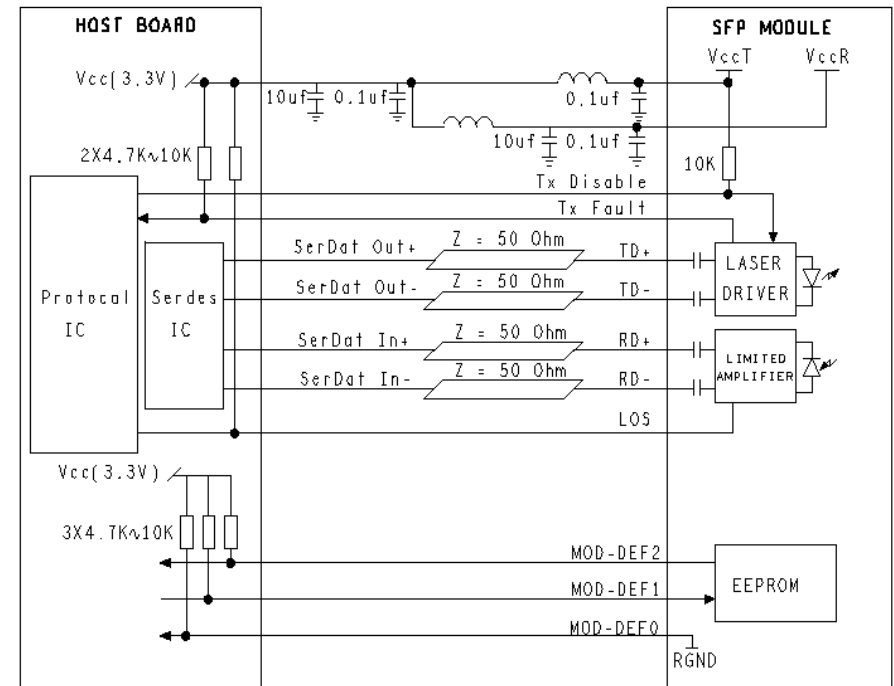 HOST BOARD
SFP MODULE
VccT
VccR
Vcc(3.3V)
10uf
0.1uf
0.1uf
10uf
0.1uf
2X4.7K~10K
10K
Tx Disable
Tx Fault
Protocal
IC
Serdes
IC
SerDat Out+
Z = 50 Ohm
TD+
SerDat Out-
Z = 50 Ohm
TD-
LASER
DRIVER
SerDat In+
Z = 50 Ohm
RD+
SerDat In-
Z = 50 Ohm
RD-
LIMITED
AMPLIFIER
LOS
Vcc(3.3V)
3X4.7K~10K
MOD-DEF2
MOD-DEF1
MOD-DEF0
EEPROM
RGND